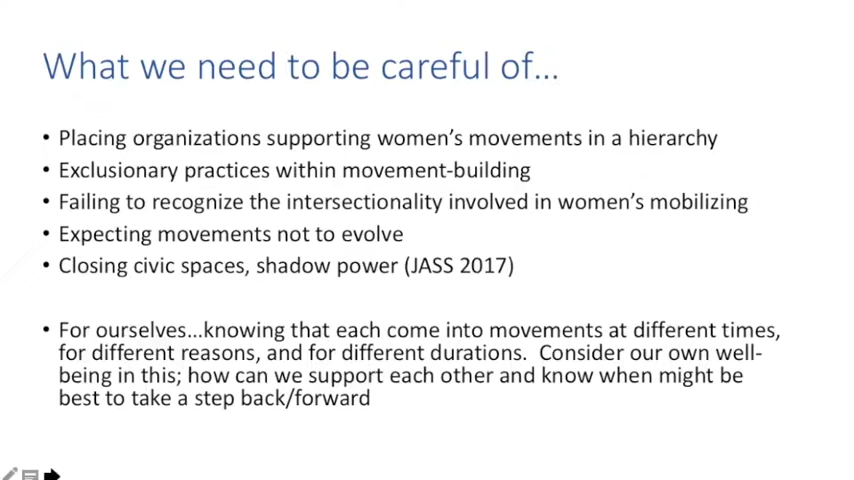 What we need to be careful of...
• Placing organizations supporting women's movements in a hierarchy
• Exclusionary practices within movement-building
• Failing to recognize the intersectionality involved in women's mobilizing
• Expecting movements not to evolve
• Closing civic spaces, shadow power (JASS 2017)
• For ourselves...knowing that each come into movements at different times,
for different reasons, and for different durations.  Consider our own well-
being in this; how can we support each other and know when might be
best to take a step back/forward